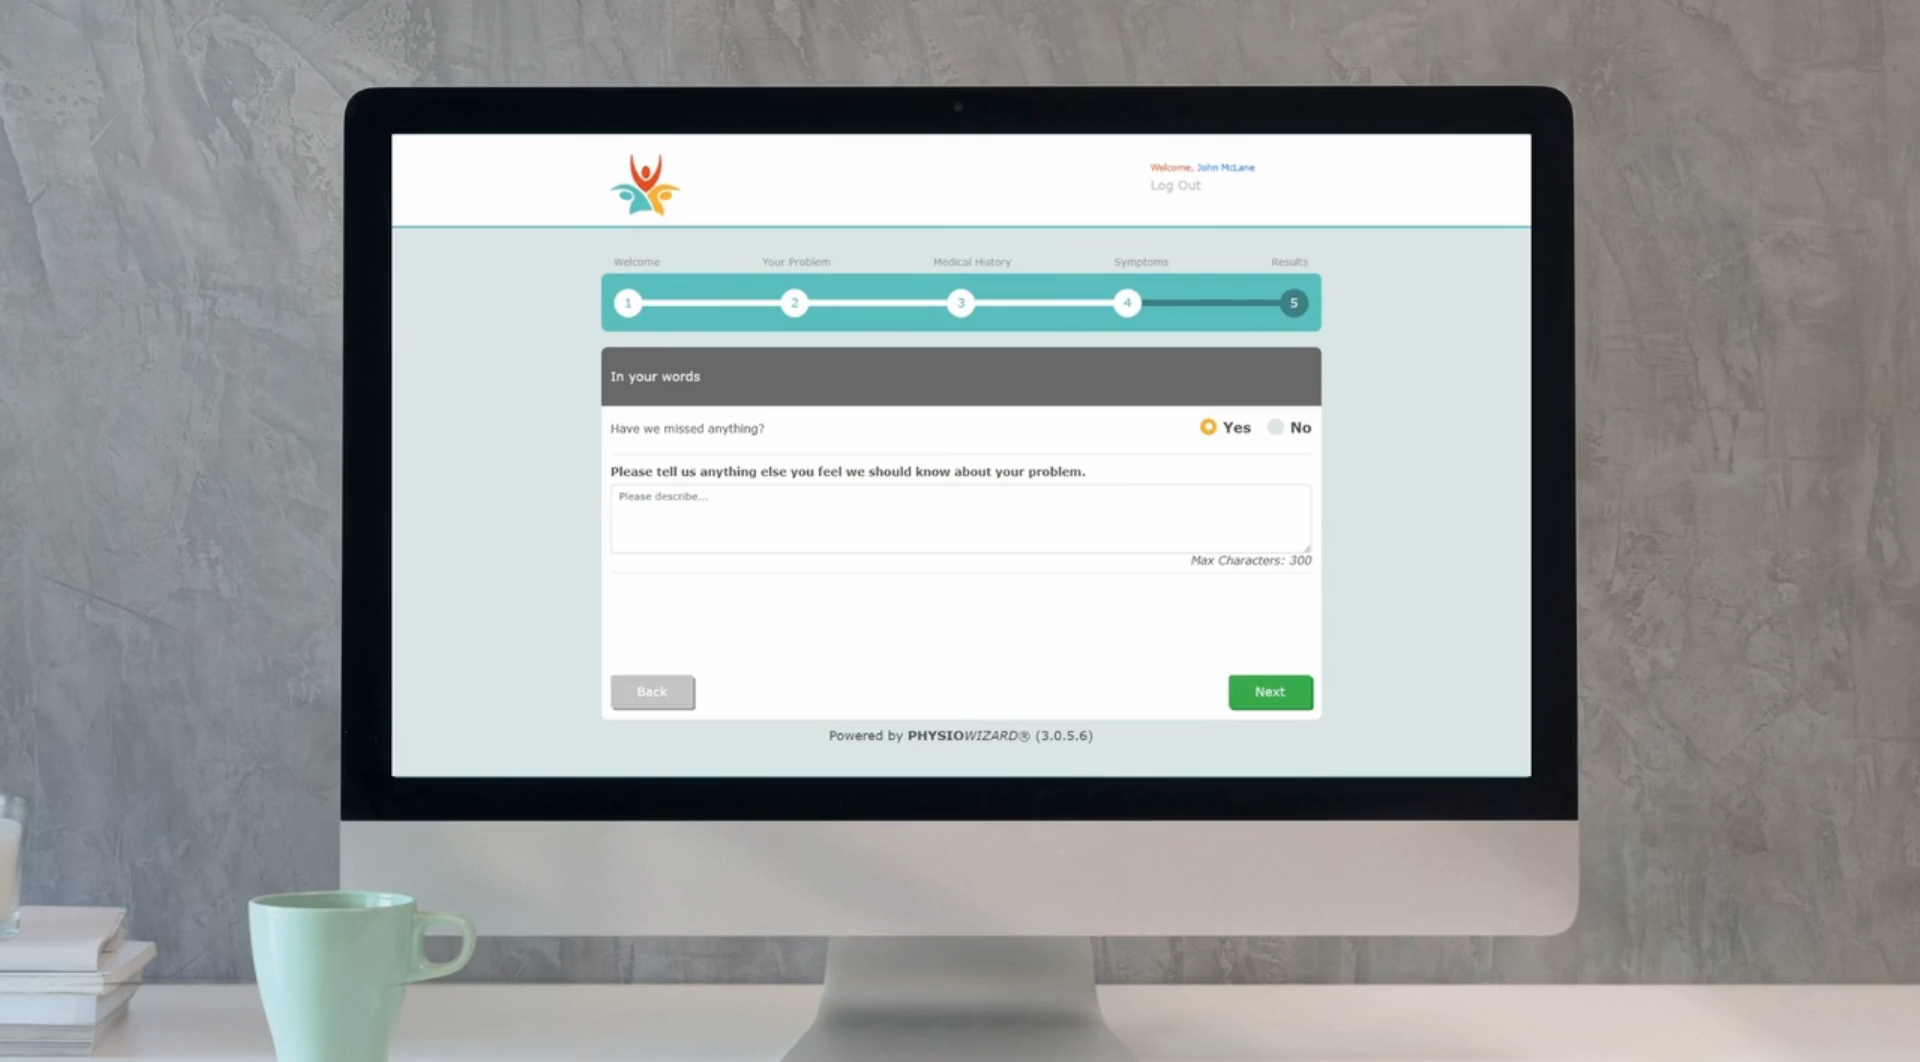 Welcome, John McLane
Log Out
Welcome Your Problem Medical History Symptoms Results
1 2 3 4 5
In your words
Have we missed anything? Yes No
Please tell us anything else you feel we should know about your problem.
Please describe...
Max Characters: 300
Back Next
Powered by PHYSIOWIZARD® (3.0.5.6)